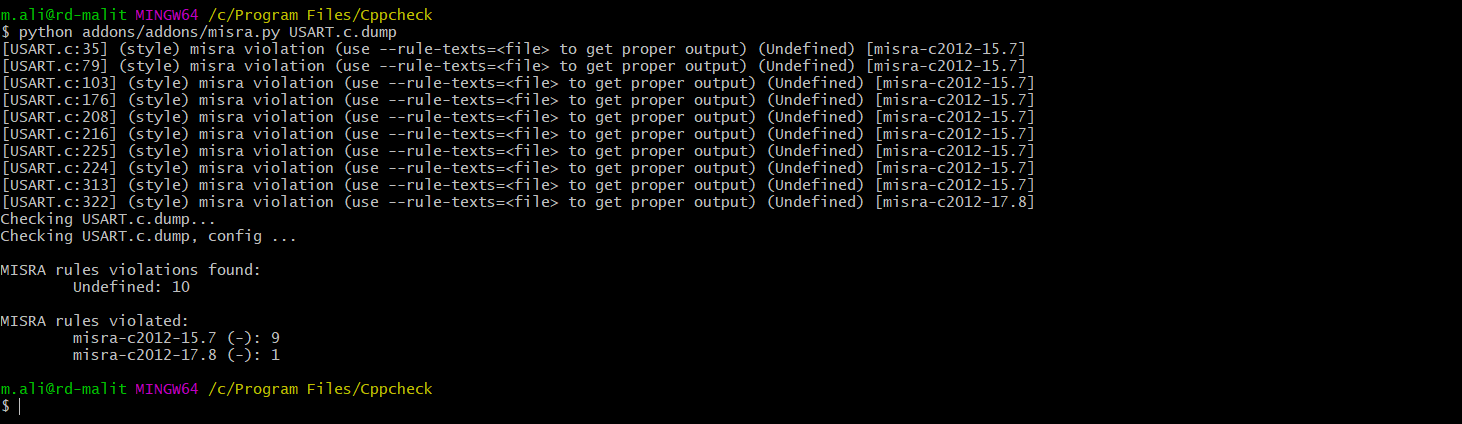 m.ali@rd-malit MINGW64 /c/Program Files/Cppcheck
$ python addons/addons/misra.py USART.c.dump
[USART.c:35] (style) misra violation (use --rule-texts=<file> to get proper output) (Undefined) [misra-c2012-15.7]
[USART.c:79] (style) misra violation (use --rule-texts=<file> to get proper output) (Undefined) [misra-c2012-15.7]
[USART.c:103] (style) misra violation (use --rule-texts=<file> to get proper output) (Undefined) [misra-c2012-15.7]
[USART.c:176] (style) misra violation (use --rule-texts=<file> to get proper output) (Undefined) [misra-c2012-15.7]
[USART.c:208] (style) misra violation (use --rule-texts=<file> to get proper output) (Undefined) [misra-c2012-15.7]
[USART.c:216] (style) misra violation (use --rule-texts=<file> to get proper output) (Undefined) [misra-c2012-15.7]
[USART.c:225] (style) misra violation (use --rule-texts=<file> to get proper output) (Undefined) [misra-c2012-15.7]
[USART.c:224] (style) misra violation (use --rule-texts=<file> to get proper output) (Undefined) [misra-c2012-15.7]
[USART.c:313] (style) misra violation (use --rule-texts=<file> to get proper output) (Undefined) [misra-c2012-15.7]
[USART.c:322] (style) misra violation (use --rule-texts=<file> to get proper output) (Undefined) [misra-c2012-17.8]
Checking USART.c.dump...
Checking USART.c.dump, config ...
MISRA rules violations found:
Undefined: 10
MISRA rules violated:
misra-c2012-15.7 (-): 9
misra-c2012-17.8 (-): 1
m.ali@rd-malit MINGW64 /c/Program Files/Cppcheck
$